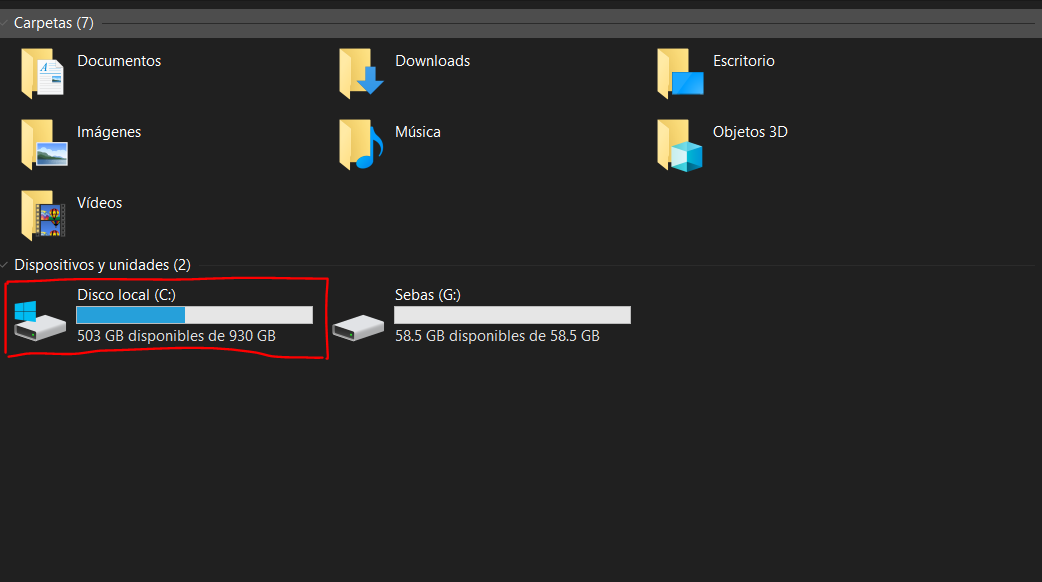 Carpetas (7)
Documentos
Downloads
Escritorio
Imágenes
Música
Objetos 3D
Vídeos
Dispositivos y unidades (2)
Disco local (C:)
503 GB disponibles de 930 GB
Sebas (G:)
58.5 GB disponibles de 58.5 GB